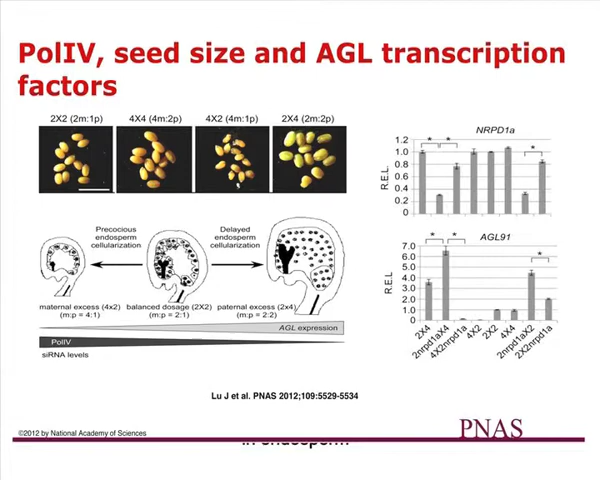 PolIV, seed size and AGL transcription
factors
2X2 (2m:1p)
4X4 (4m:2p)
4X2 (4m:1p)
2X4 (2m:2p)
Precocious
endosperm
cellularization
Delayed
endosperm
cellularization
maternal excess (4x2)
(m:p = 4:1)
balanced dosage (2X2)
(m:p = 2:1)
paternal excess (2x4)
(m:p = 2:2)
AGL expression
PolIV
siRNA levels
NRPD1a
R.E.L.
1.2
1.0
0.8
0.6
0.4
0.2
0
* * *
AGL91
R.E.L
7.0
6.0
5.0
4.0
3.0
2.0
1.0
0.0
* * *
2X4
2nrpd1aX4
4X2nrpd1a
4X2
2X2
4X4
2nrpd1aX2
2X2nrpd1a
Lu J et al. PNAS 2012;109:5529-5534
©2012 by National Academy of Sciences
PNAS
in endosperm